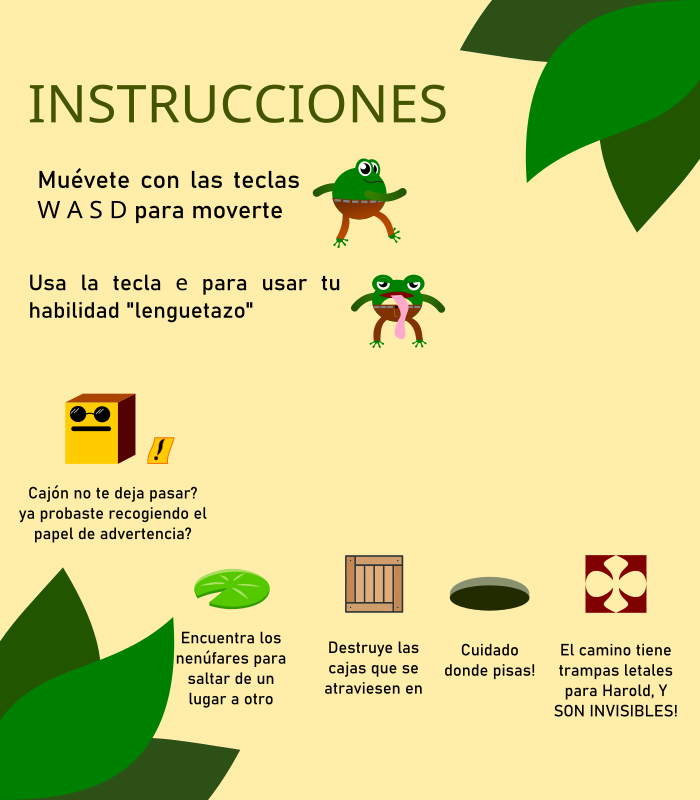 INSTRUCCIONES
Muévete con las teclas
W A S D para moverte
Usa la tecla e para usar tu
habilidad "lenguetazo"
!
Cajón no te deja pasar?
ya probaste recogiendo el
papel de advertencia?
Encuentra los
nenúfares para
saltar de un
lugar a otro
Destruye las
cajas que se
atraviesen en
Cuidado
donde pisas!
El camino tiene
trampas letales
para Harold, Y
SON INVISIBLES!